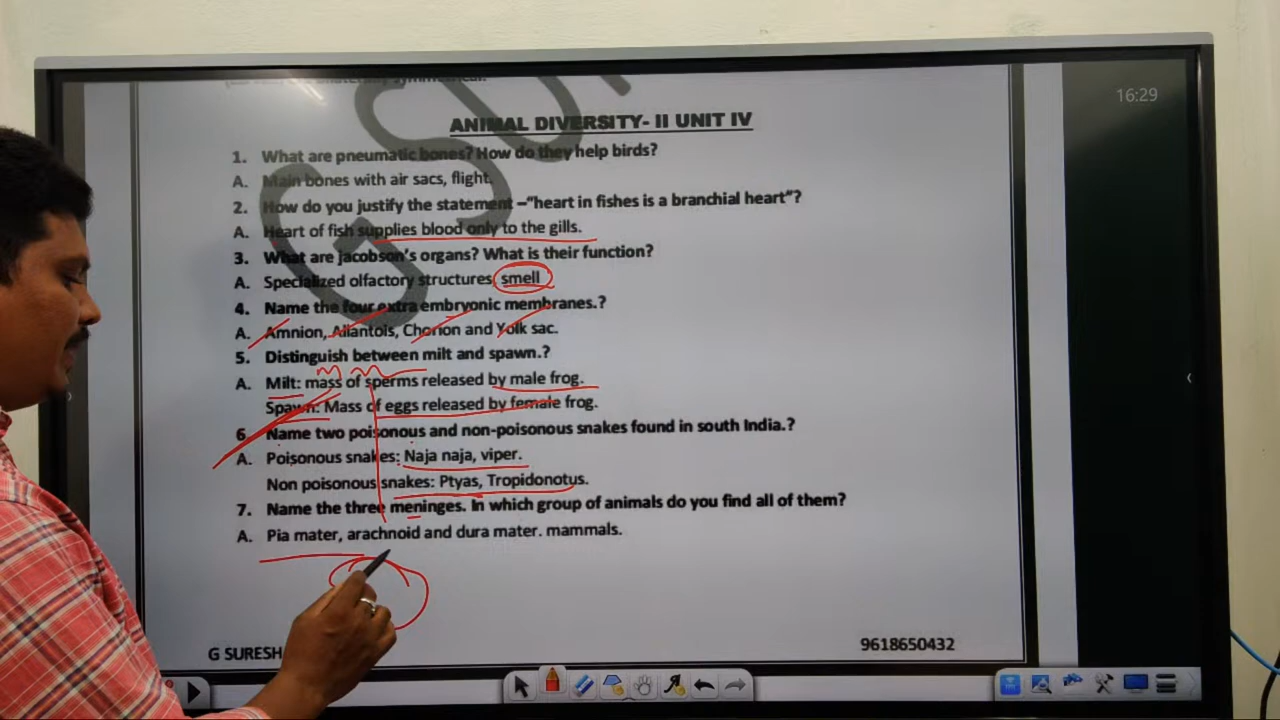 16:29
ANIMAL DIVERSITY- II UNIT IV
1. What are pneumatic bones? How do they help birds?
A. Main bones with air sacs, flight.
2. How do you justify the statement –"heart in fishes is a branchial heart"?
A. Heart of fish supplies blood only to the gills.
3. What are jacobson's organs? What is their function?
A. Specialized olfactory structures, smell
4. Name the four extra embryonic membranes.?
A. Amnion, Allantois, Chorion and Yolk sac.
5. Distinguish between milt and spawn.?
A. Milt: mass of sperms released by male frog.
Spawn: Mass of eggs released by female frog.
6. Name two poisonous and non-poisonous snakes found in south India.?
A. Poisonous snakes: Naja naja, viper.
Non poisonous snakes: Ptyas, Tropidonotus.
7. Name the three meninges. In which group of animals do you find all of them?
A. Pia mater, arachnoid and dura mater. mammals.
G SURESH
9618650432